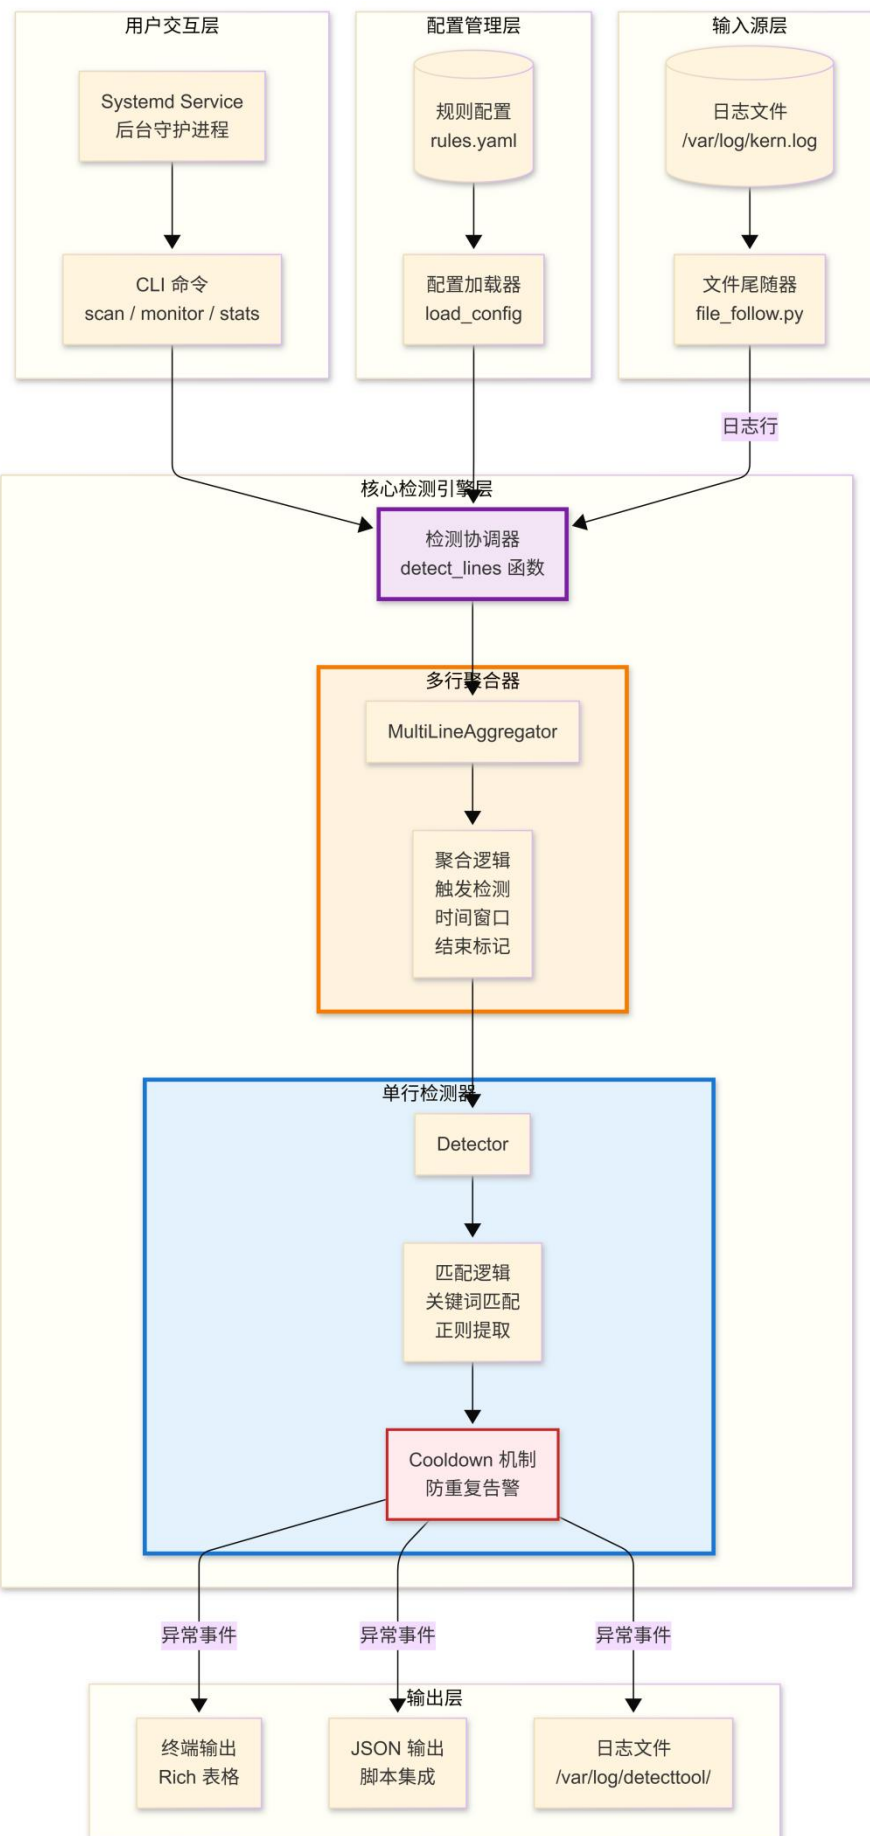 用户交互层
Systemd Service
后台守护进程
CLI 命令
scan / monitor / stats
配置管理层
规则配置
rules.yaml
配置加载器
load_config
输入源层
日志文件
/var/log/kern.log
文件尾随器
file_follow.py
日志行
核心检测引擎层
检测协调器
detect_lines 函数
多行聚合器
MultiLineAggregator
聚合逻辑
触发检测
时间窗口
结束标记
单行检测器
Detector
匹配逻辑
关键词匹配
正则提取
Cooldown 机制
防重复告警
异常事件
异常事件
异常事件
输出层
终端输出
Rich 表格
JSON 输出
脚本集成
日志文件
/var/log/detecttool/